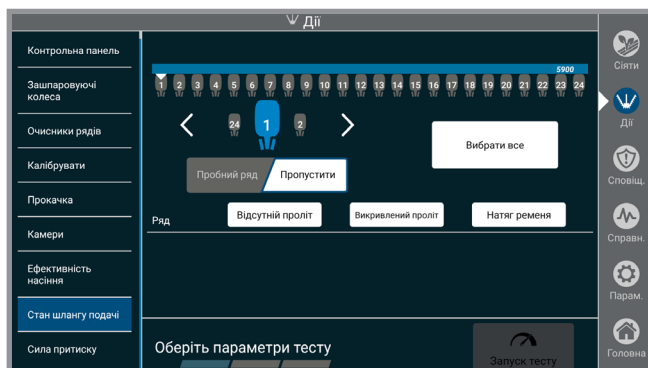 Дії
Контрольна панель
Зашпаровуючі
колеса
Очисники рядів
Калібрувати
Прокачка
Камери
Ефективність
насіння
Стан шлангу подачі
Сила притиску
5900
1 2 3 4 5 6 7 8 9 10 11 12 13 14 15 16 17 18 19 20 21 22 23 24
24 1 2
Вибрати все
Пробний ряд Пропустити
Ряд Відсутній проліт Викривлений проліт Натяг ременя
Оберіть параметри тесту
Запуск тесту
Сіяти
Дії
Сповіщ.
Справн.
Парам.
Головна